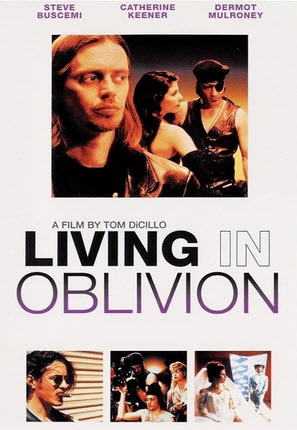 STEVE BUSCEMI
CATHERINE KEENER
DERMOT MULRONEY
A FILM BY TOM DiCILLO
LIVING IN
OBLIVION